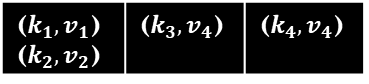 (k₁,v₁) (k₃,v₄) (k₄,v₄)
(k₂,v₂)